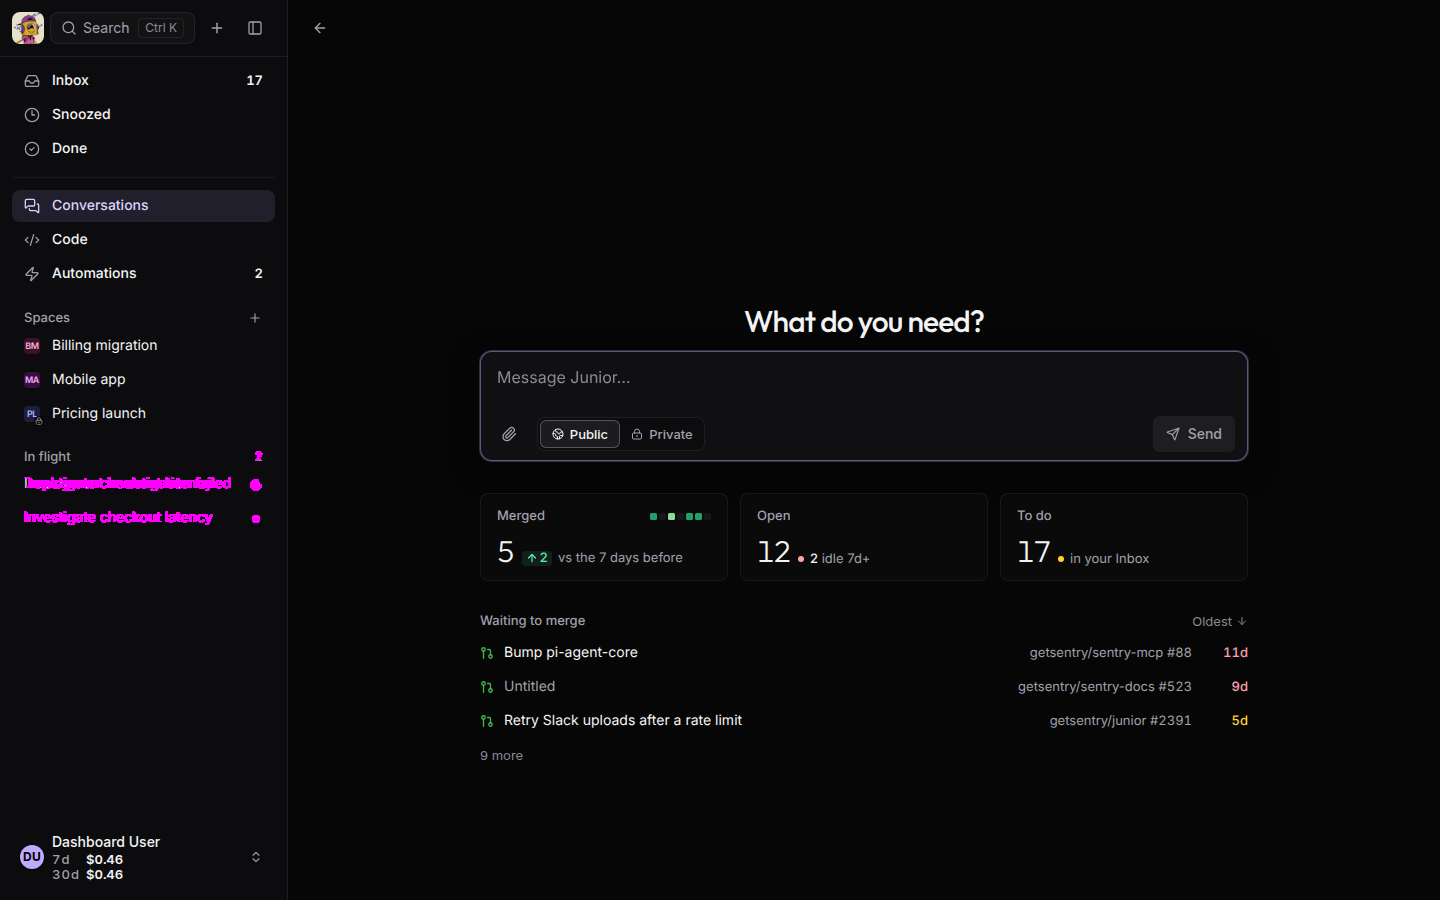 Search Ctrl K
Inbox 17
Snoozed
Done
Conversations
Code
Automations 2
Spaces
BM Billing migration
MA Mobile app
PL Pricing launch
In flight
Investigate checkout latency
DU Dashboard User
7d $0.46
30d $0.46
What do you need?
Message Junior...
Public Private Send
Merged
5 2 vs the 7 days before
Open
12 2 idle 7d+
To do
17 in your Inbox
Waiting to merge Oldest
Bump pi-agent-core getsentry/sentry-mcp #88 11d
Untitled getsentry/sentry-docs #523 9d
Retry Slack uploads after a rate limit getsentry/junior #2391 5d
9 more